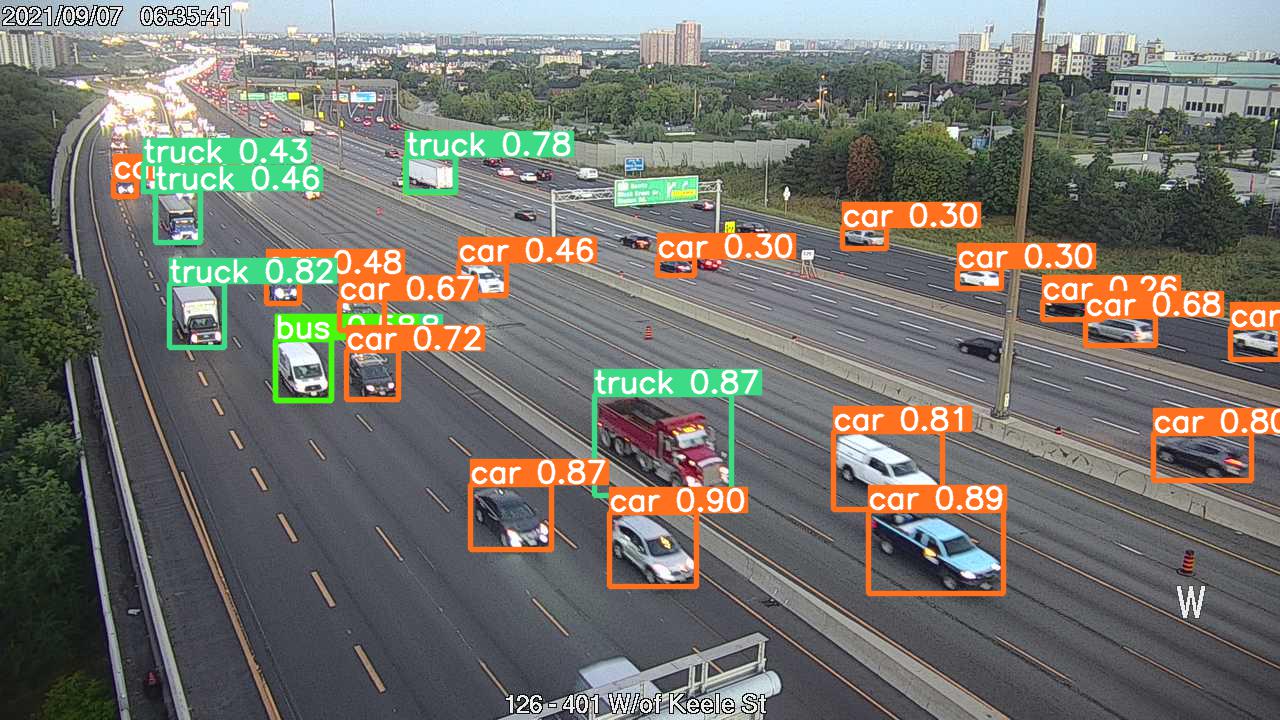 2021/09/07 06:35:41
truck 0.43
truck 0.78
truck 0.46
car 0.30
car 0.46
car 0.30
car 0.30
truck 0.82
0.48
car 0.67
car 0.68
car
bus
car 0.72
truck 0.87
car 0.81
car 0.80
car 0.87
car 0.90
car 0.89
W
126 - 401 W/of Keele St